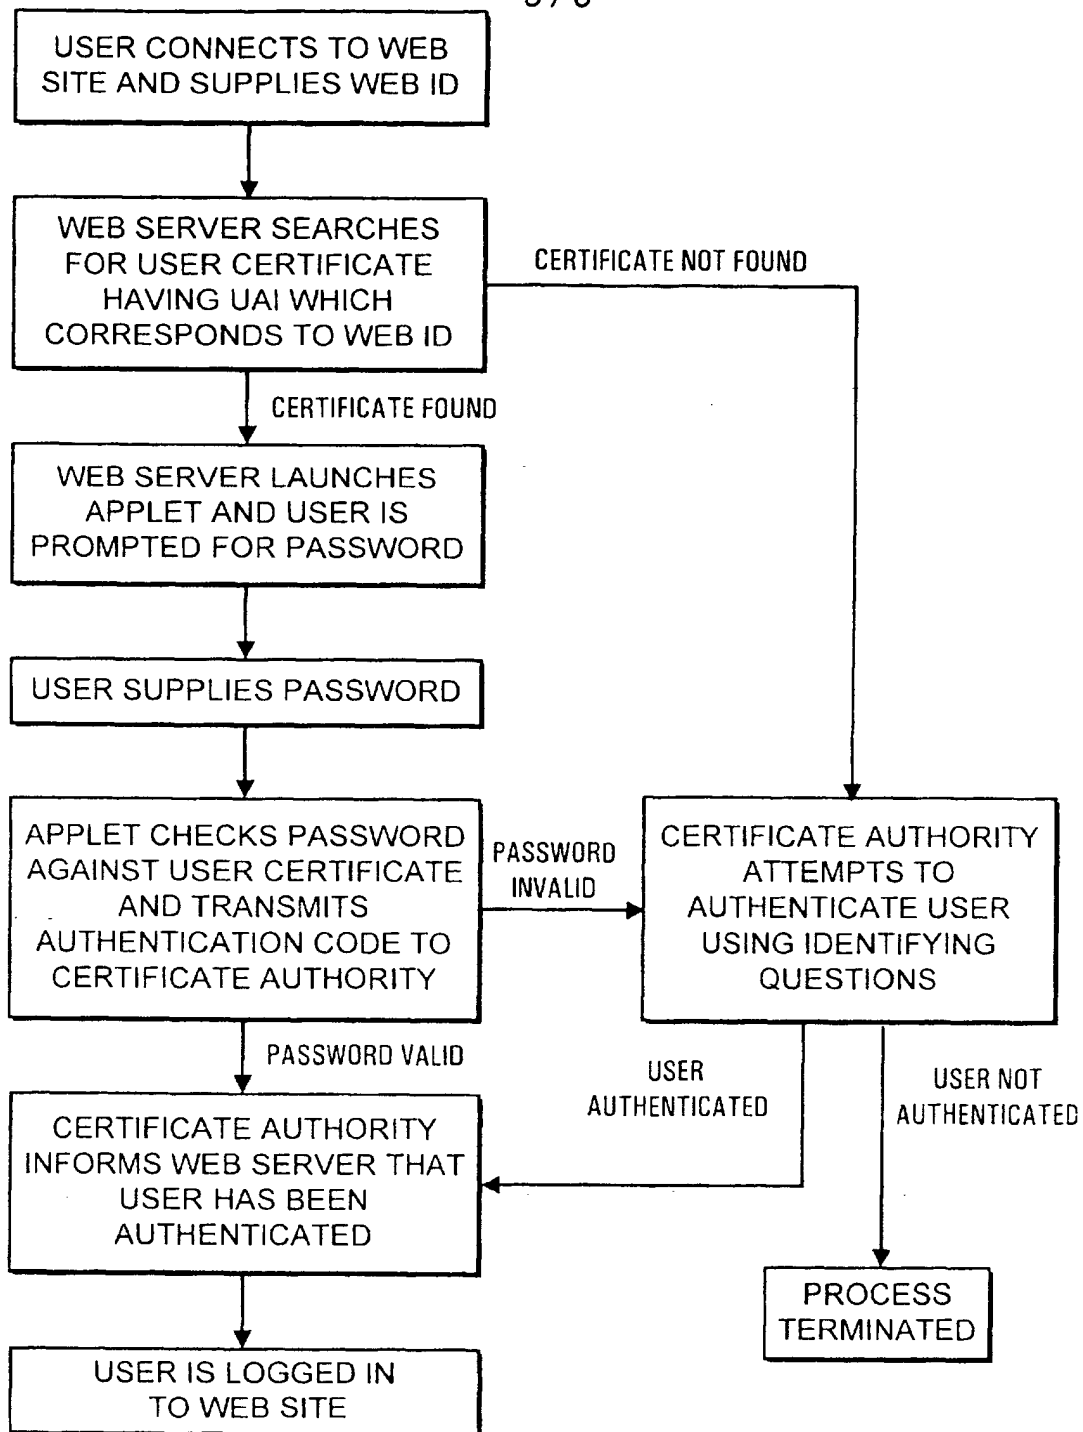 USER CONNECTS TO WEB
SITE AND SUPPLIES WEB ID
WEB SERVER SEARCHES
FOR USER CERTIFICATE
HAVING UAI WHICH
CORRESPONDS TO WEB ID
CERTIFICATE NOT FOUND
CERTIFICATE FOUND
WEB SERVER LAUNCHES
APPLET AND USER IS
PROMPTED FOR PASSWORD
USER SUPPLIES PASSWORD
APPLET CHECKS PASSWORD
AGAINST USER CERTIFICATE
AND TRANSMITS
AUTHENTICATION CODE TO
CERTIFICATE AUTHORITY
PASSWORD
INVALID
CERTIFICATE AUTHORITY
ATTEMPTS TO
AUTHENTICATE USER
USING IDENTIFYING
QUESTIONS
PASSWORD VALID
USER
AUTHENTICATED
USER NOT
AUTHENTICATED
CERTIFICATE AUTHORITY
INFORMS WEB SERVER THAT
USER HAS BEEN
AUTHENTICATED
PROCESS
TERMINATED
USER IS LOGGED IN
TO WEB SITE